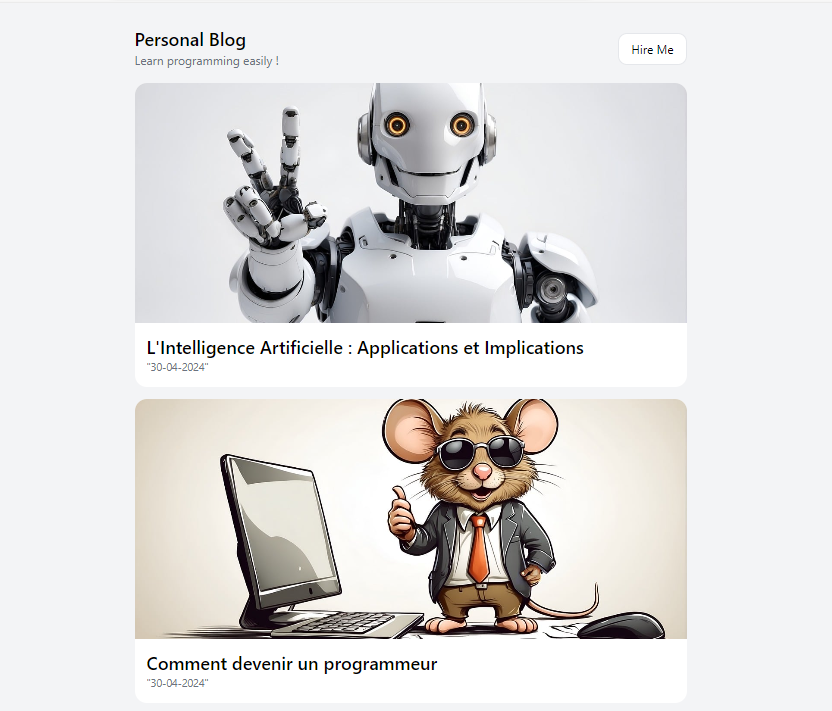 Personal Blog
Learn programming easily !
Hire Me
L'Intelligence Artificielle : Applications et Implications
"30-04-2024"
Comment devenir un programmeur
"30-04-2024"